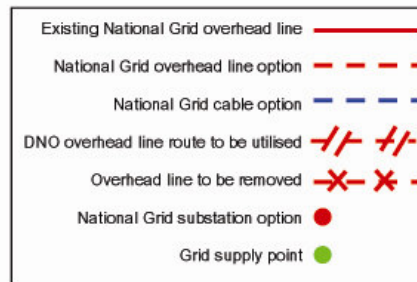 Existing National Grid overhead line
National Grid overhead line option
National Grid cable option
DNO overhead line route to be utilised
Overhead line to be removed
National Grid substation option
Grid supply point